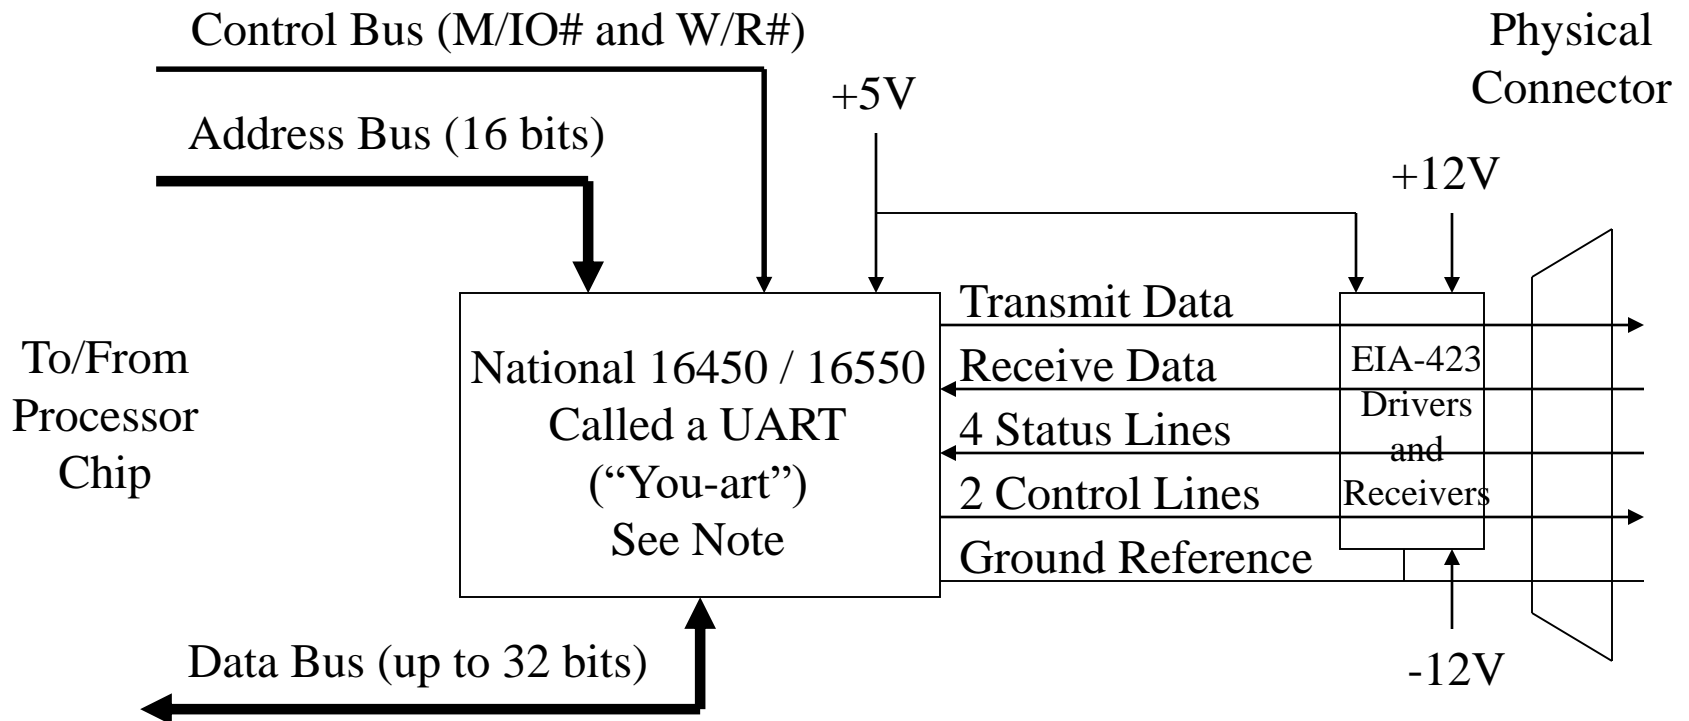 Control Bus (M/IO# and W/R#)
Physical
Connector
+5V
Address Bus (16 bits)
+12V
To/From
Processor
Chip
National 16450 / 16550
Called a UART
(“You-art”)
See Note
Transmit Data
Receive Data
4 Status Lines
2 Control Lines
Ground Reference
EIA-423
Drivers
and
Receivers
Data Bus (up to 32 bits)
-12V